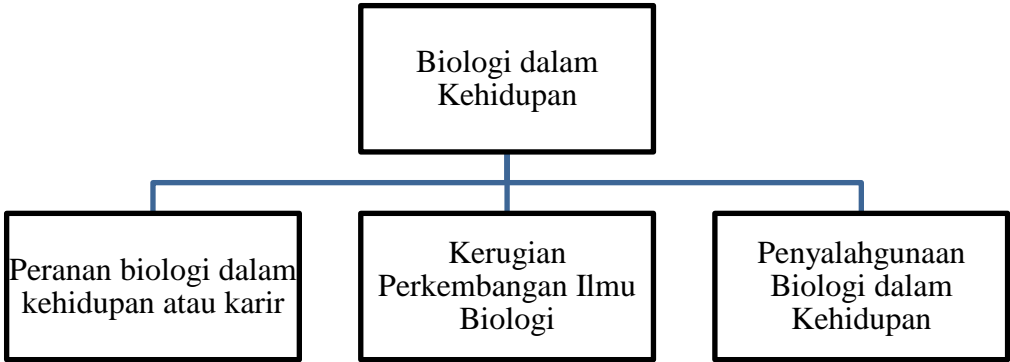 Biologi dalam
Kehidupan
Peranan biologi dalam
kehidupan atau karir
Kerugian
Perkembangan Ilmu
Biologi
Penyalahgunaan
Biologi dalam
Kehidupan